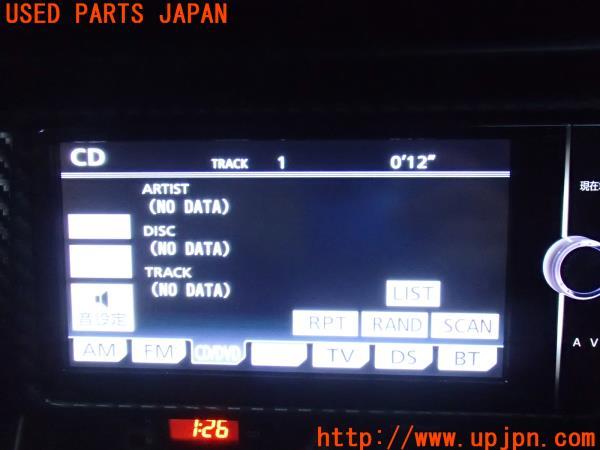 USED PARTS JAPAN
CD TRACK 1 0'12"
ARTIST
(NO DATA)
DISC
(NO DATA)
TRACK
(NO DATA)
LIST
音設定
RPT RAND SCAN
AM FM CD/DVD TV DS BT
現在
A V
1:26
http://www.upjpn.com